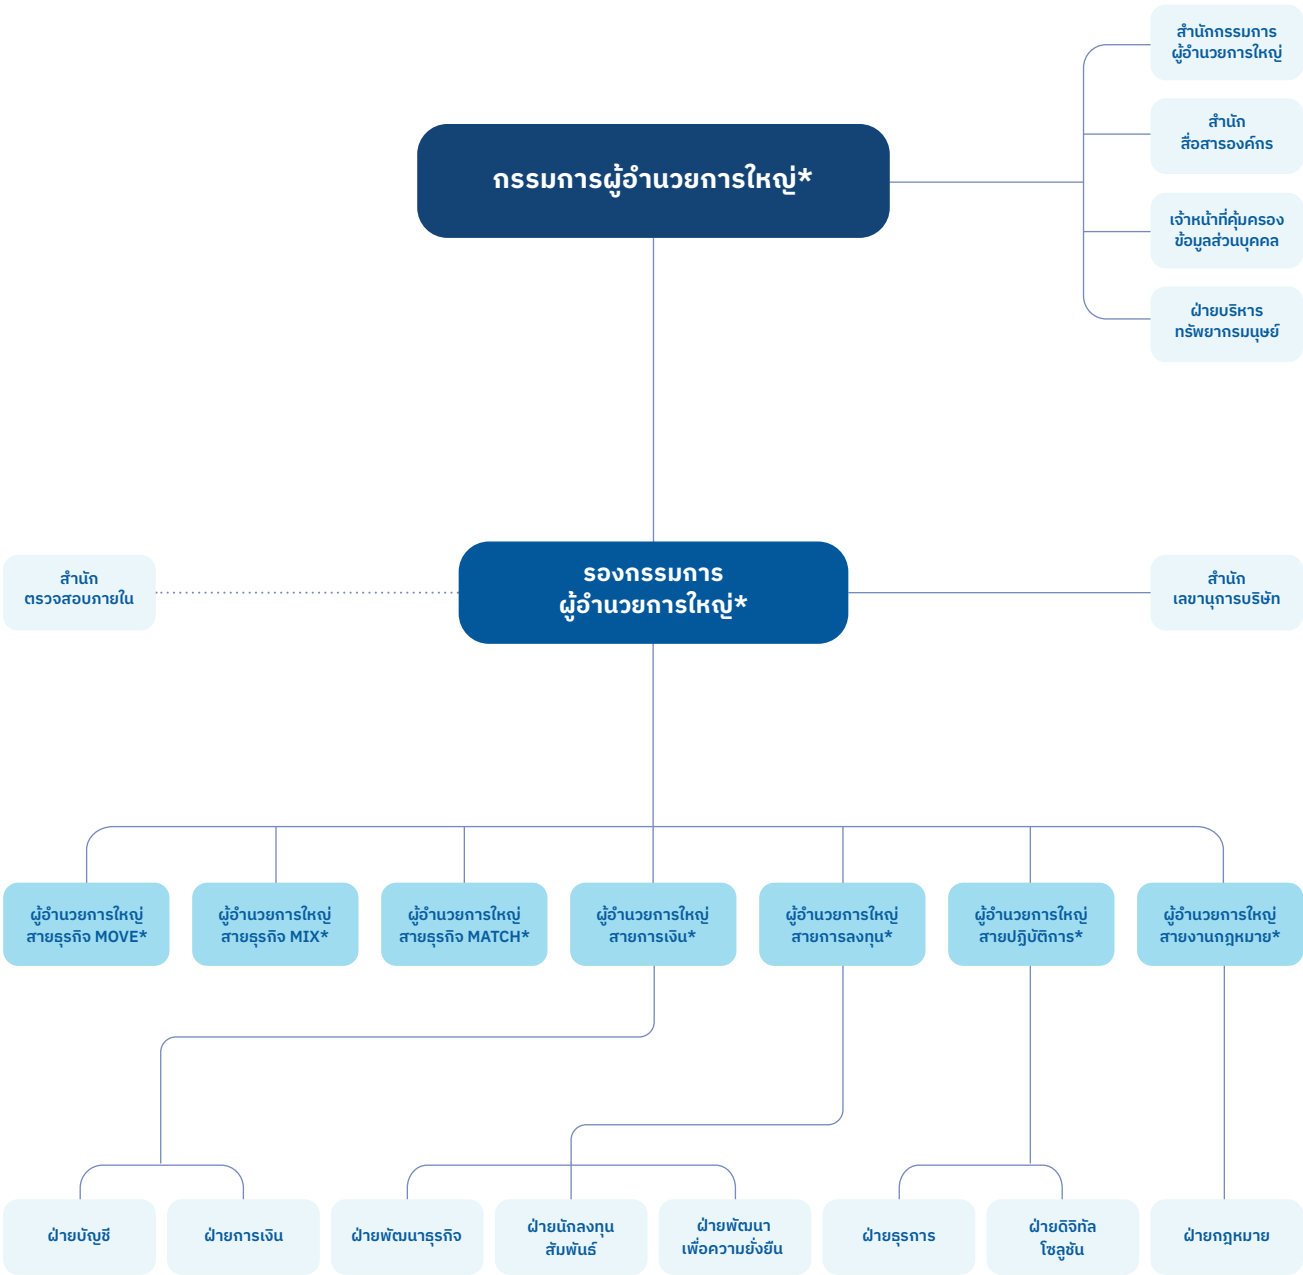 สำนักกรรมการ
ผู้อำนวยการใหญ่
สำนัก
สื่อสารองค์กร
กรรมการผู้อำนวยการใหญ่*
เจ้าหน้าที่คุ้มครอง
ข้อมูลส่วนบุคคล
ฝ่ายบริหาร
ทรัพยากรมนุษย์
สำนัก
ตรวจสอบภายใน
รองกรรมการ
ผู้อำนวยการใหญ่*
สำนัก
เลขานุการบริษัท
ผู้อำนวยการใหญ่
สายธุรกิจ MOVE*
ผู้อำนวยการใหญ่
สายธุรกิจ MIX*
ผู้อำนวยการใหญ่
สายธุรกิจ MATCH*
ผู้อำนวยการใหญ่
สายการเงิน*
ผู้อำนวยการใหญ่
สายการลงทุน*
ผู้อำนวยการใหญ่
สายปฏิบัติการ*
ผู้อำนวยการใหญ่
สายงานกฎหมาย*
ฝ่ายบัญชี
ฝ่ายการเงิน
ฝ่ายพัฒนาธุรกิจ
ฝ่ายนักลงทุน
สัมพันธ์
ฝ่ายพัฒนา
เพื่อความยั่งยืน
ฝ่ายธุรการ
ฝ่ายดิจิทัล
โซลูชัน
ฝ่ายกฎหมาย